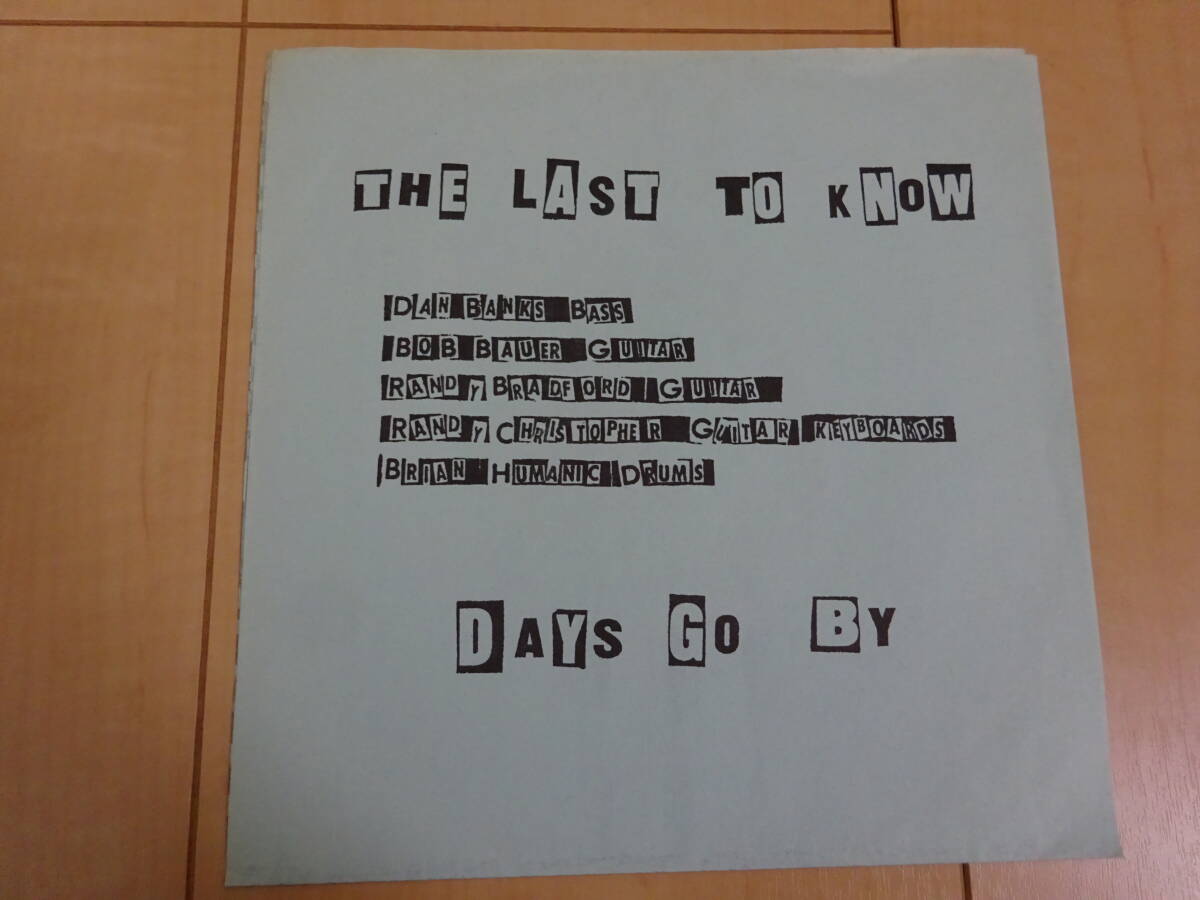 THE LAST TO KNOW
DAN BANKS BASS
BOB BAUER GUITAR
RANDY BRADFORD GUITAR
RANDY CHRISTOPHER GUITAR KEYBOARDS
BRIAN HUMANIC DRUMS
DAYS GO BY